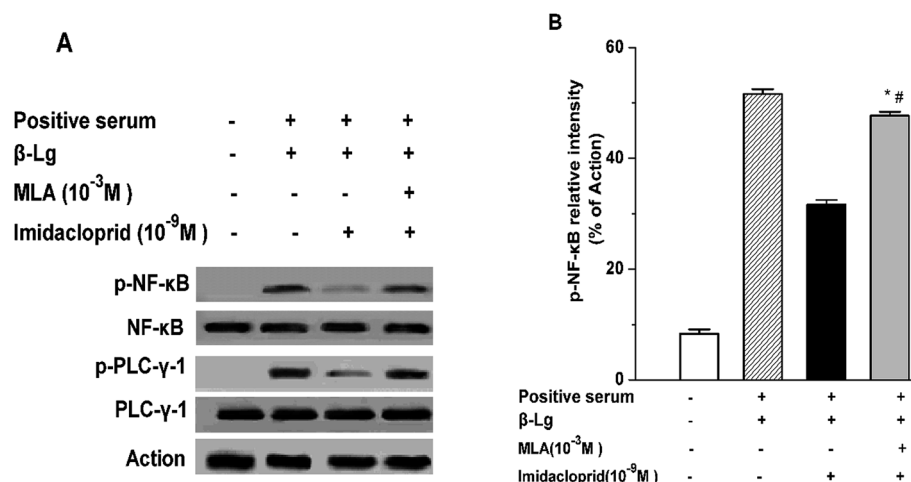 A
Positive serum - + + +
β-Lg - + + +
MLA (10-3M ) - - - +
Imidacloprid (10-9M ) - - + +
p-NF-κB
NF-κB
p-PLC-γ-1
PLC-γ-1
Action
B
p-NF-κB relative intensity
(% of Action)
60
40
20
0
* #
Positive serum - + + +
β-Lg - + + +
MLA(10-3M ) - - - +
Imidacloprid(10-9M ) - - + +